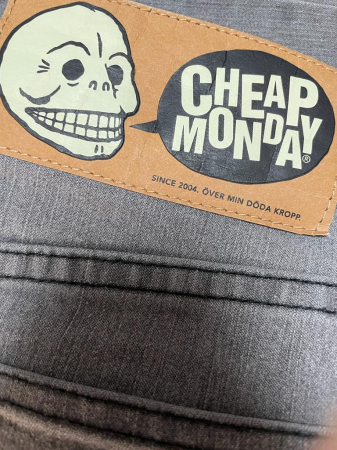 CHEAP
MONDAY®
SINCE 2004. ÖVER MIN DÖDA KROPP.